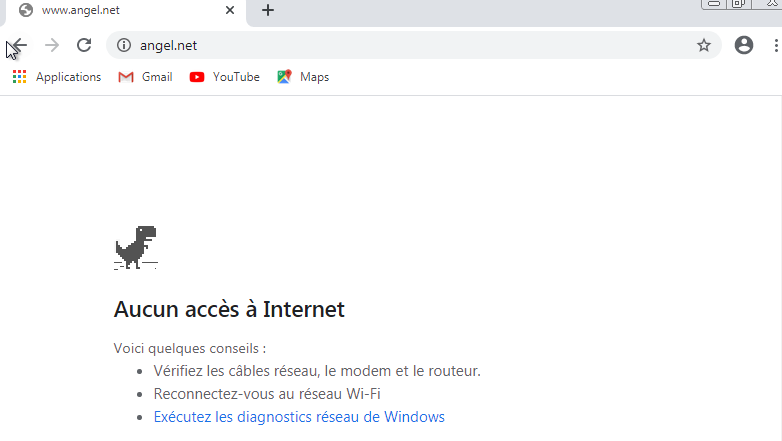 www.angel.net
angel.net
Applications Gmail YouTube Maps
Aucun accès à Internet
Voici quelques conseils :
Vérifiez les câbles réseau, le modem et le routeur.
Reconnectez-vous au réseau Wi-Fi
Exécutez les diagnostics réseau de Windows